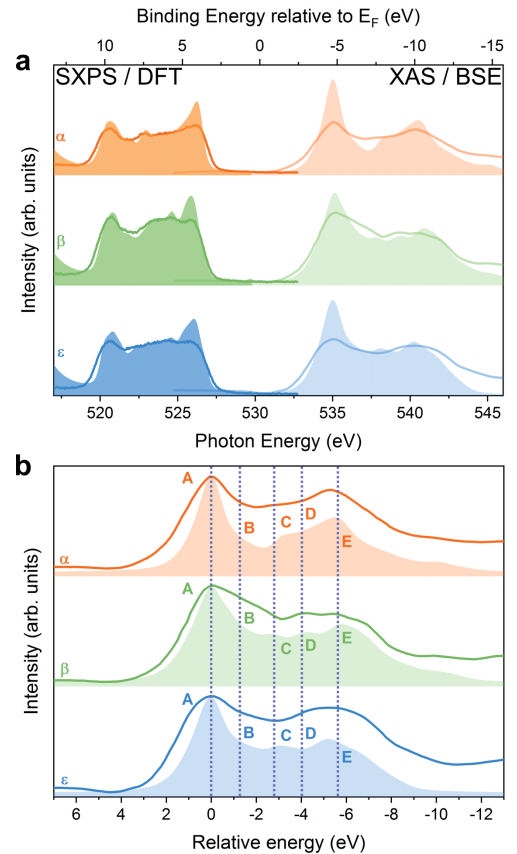 Binding Energy relative to E_F (eV)
10 5 0 -5 -10 -15
a
SXPS / DFT XAS / BSE
α
β
ε
Intensity (arb. units)
520 525 530 535 540 545
Photon Energy (eV)
b
A B C D E
α
A B C D E
β
A B C D E
ε
Intensity (arb. units)
6 4 2 0 -2 -4 -6 -8 -10 -12
Relative energy (eV)